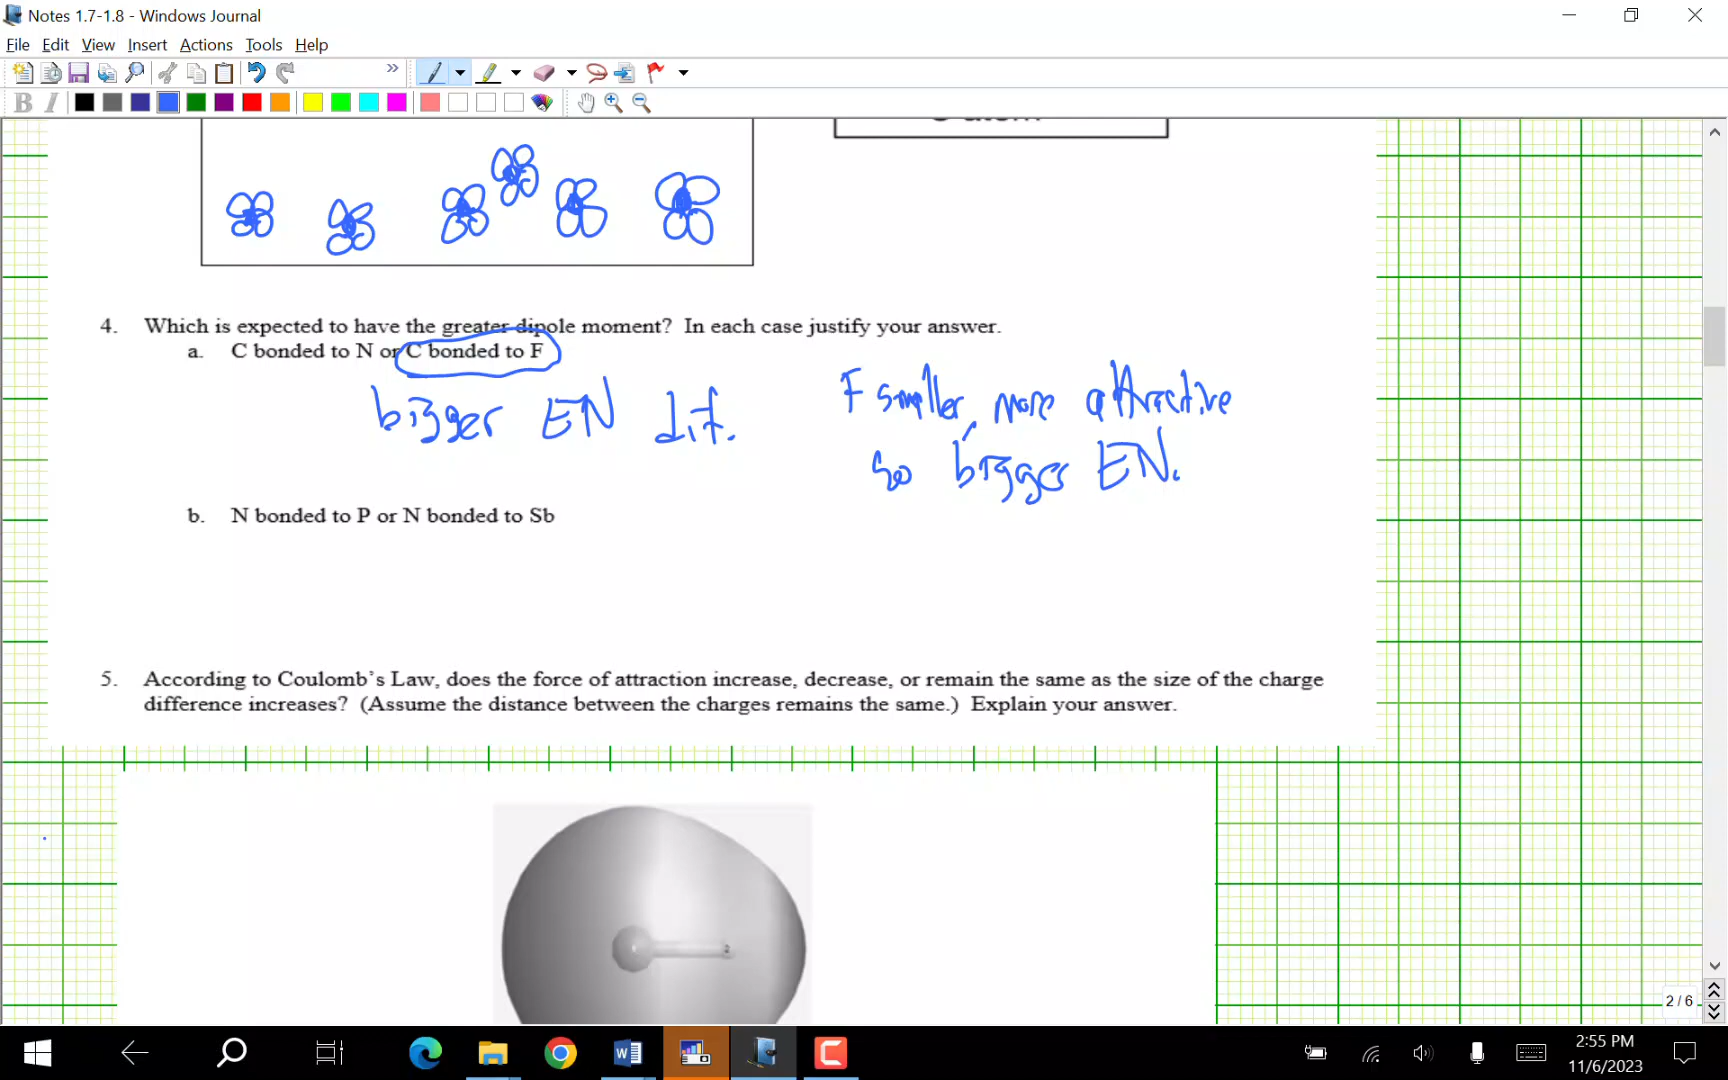 Notes 1.7-1.8 - Windows Journal
File Edit View Insert Actions Tools Help
B I
4. Which is expected to have the greater dipole moment? In each case justify your answer.
a. C bonded to N or C bonded to F
bigger EN dif.
F smaller, more attractive
so bigger EN.
b. N bonded to P or N bonded to Sb
5. According to Coulomb's Law, does the force of attraction increase, decrease, or remain the same as the size of the charge
difference increases? (Assume the distance between the charges remains the same.) Explain your answer.
2 / 6
2:55 PM
11/6/2023